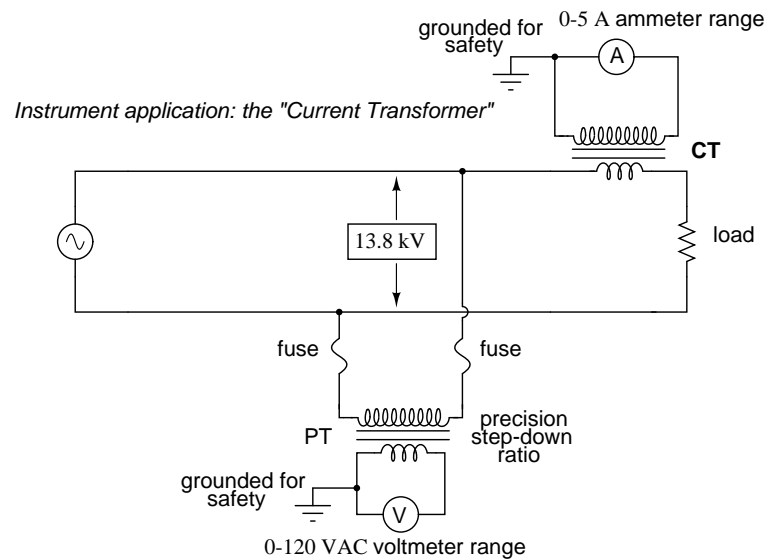 0-5 A ammeter range
grounded for
safety
A
Instrument application: the "Current Transformer"
CT
13.8 kV
load
fuse
fuse
PT
precision
step-down
ratio
grounded for
safety
V
0-120 VAC voltmeter range